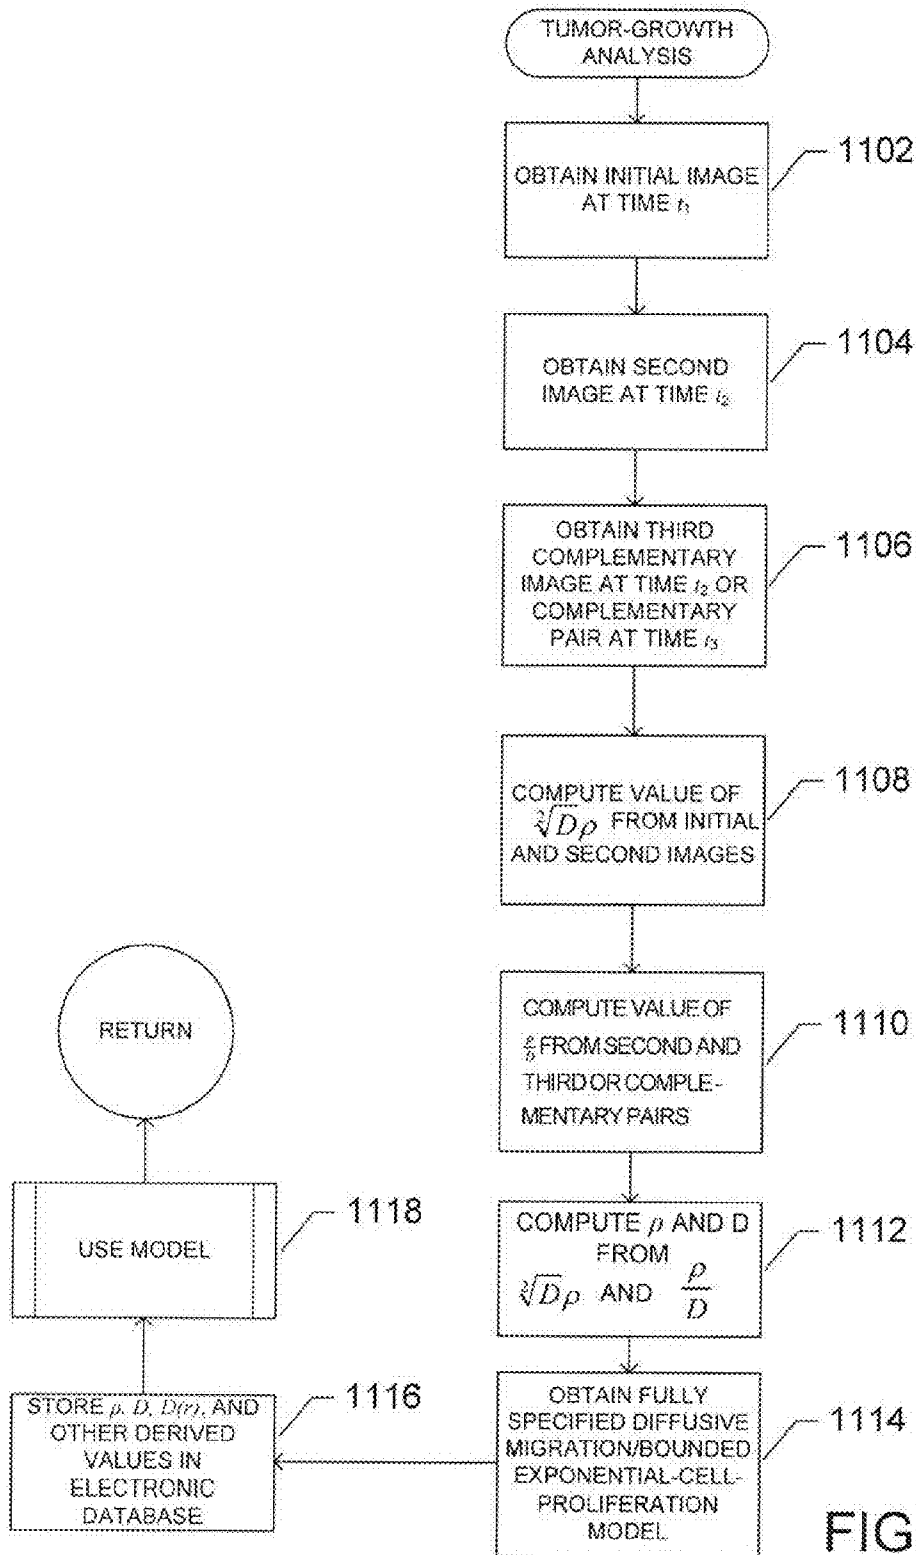 TUMOR-GROWTH
ANALYSIS
1102
OBTAIN INITIAL IMAGE
AT TIME t₁
1104
OBTAIN SECOND
IMAGE AT TIME t₂
1106
OBTAIN THIRD
COMPLEMENTARY
IMAGE AT TIME t₂ OR
COMPLEMENTARY
PAIR AT TIME t₃
1108
COMPUTE VALUE OF
²√Dρ FROM INITIAL
AND SECOND IMAGES
1110
COMPUTE VALUE OF
ρ/D FROM SECOND AND
THIRD OR COMPLE-
MENTARY PAIRS
1112
COMPUTE ρ AND D
FROM
²√Dρ AND ρ/D
1114
OBTAIN FULLY
SPECIFIED DIFFUSIVE
MIGRATION/BOUNDED
EXPONENTIAL-CELL-
PROLIFERATION
MODEL
1116
STORE ρ, D, D(r), AND
OTHER DERIVED
VALUES IN
ELECTRONIC
DATABASE
1118
USE MODEL
RETURN
FIG